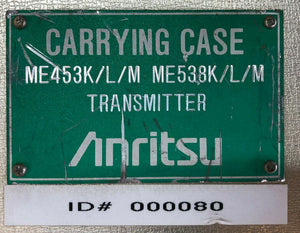 CARRYING CASE
ME453K/L/M ME538K/L/M
TRANSMITTER
Anritsu
ID# 000080